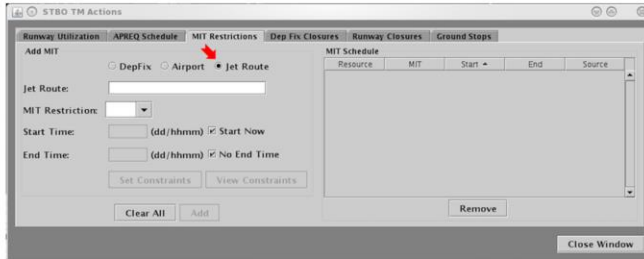 STBO TM Actions
Runway Utilization APREQ Schedule MIT Restrictions Dep Fix Closures Runway Closures Ground Stops
Add MIT
DepFix Airport Jet Route
Jet Route:
MIT Restriction:
Start Time: (dd/hhmm) Start Now
End Time: (dd/hhmm) No End Time
Set Constraints View Constraints
Clear All Add
MIT Schedule
Resource MIT Start End Source
Remove
Close Window